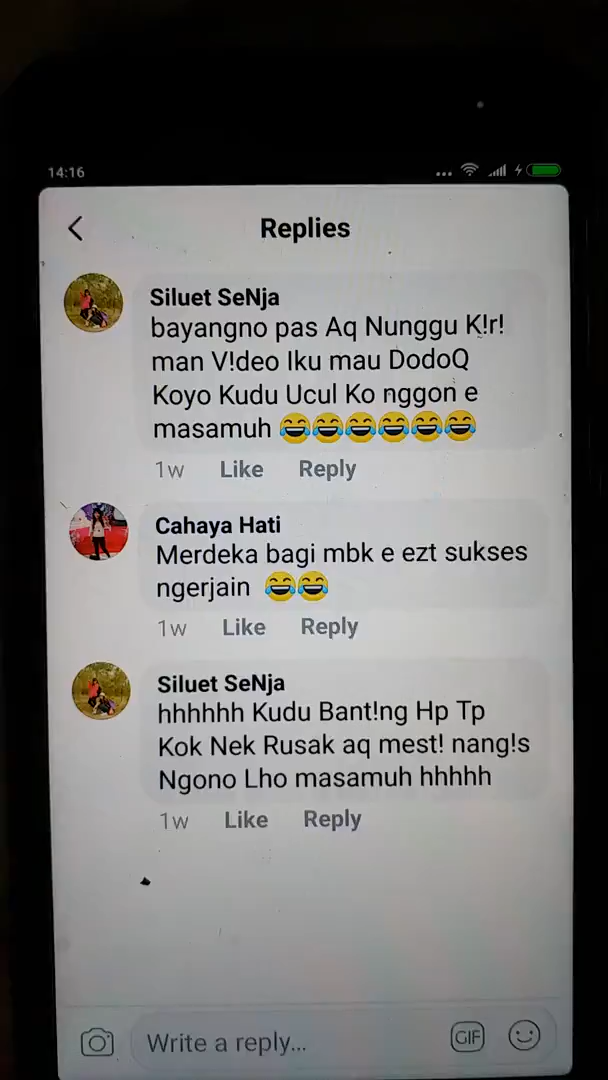 14:16
Replies
Siluet SeNja
bayangno pas Aq Nunggu K!r!
man V!deo Iku mau DodoQ
Koyo Kudu Ucul Ko nggon e
masamuh 😂😂😂😂😂😂
1w Like Reply
Cahaya Hati
Merdeka bagi mbk e ezt sukses
ngerjain 😂😂
1w Like Reply
Siluet SeNja
hhhhhh Kudu Bant!ng Hp Tp
Kok Nek Rusak aq mest! nang!s
Ngono Lho masamuh hhhhh
1w Like Reply
Write a reply... GIF